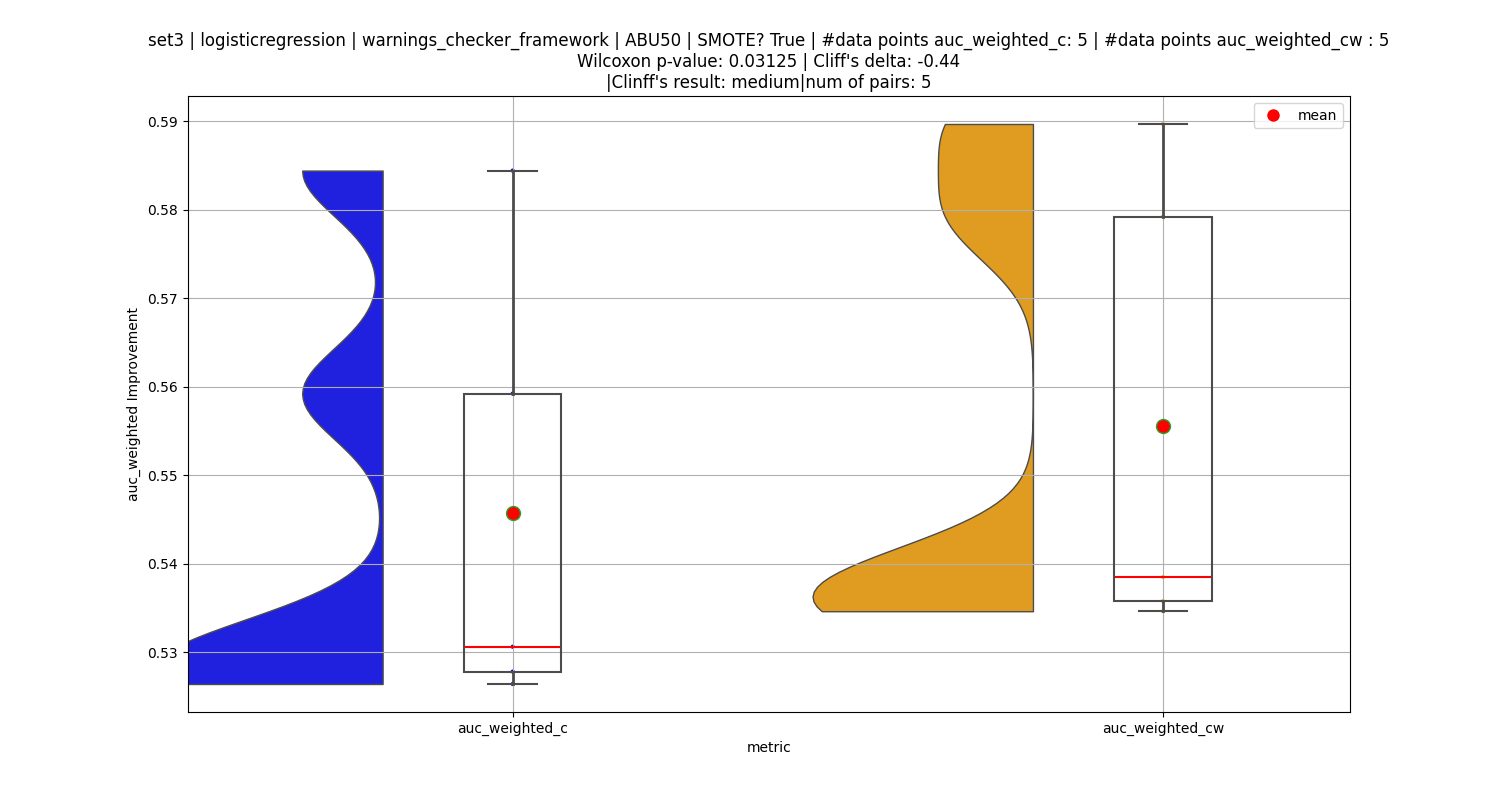 set3 | logisticregression | warnings_checker_framework | ABU50 | SMOTE? True | #data points auc_weighted_c: 5 | #data points auc_weighted_cw : 5
Wilcoxon p-value: 0.03125 | Cliff's delta: -0.44
|Clinff's result: medium|num of pairs: 5
mean
0.59
0.58
0.57
0.56
0.55
0.54
0.53
auc_weighted Improvement
auc_weighted_c
auc_weighted_cw
metric